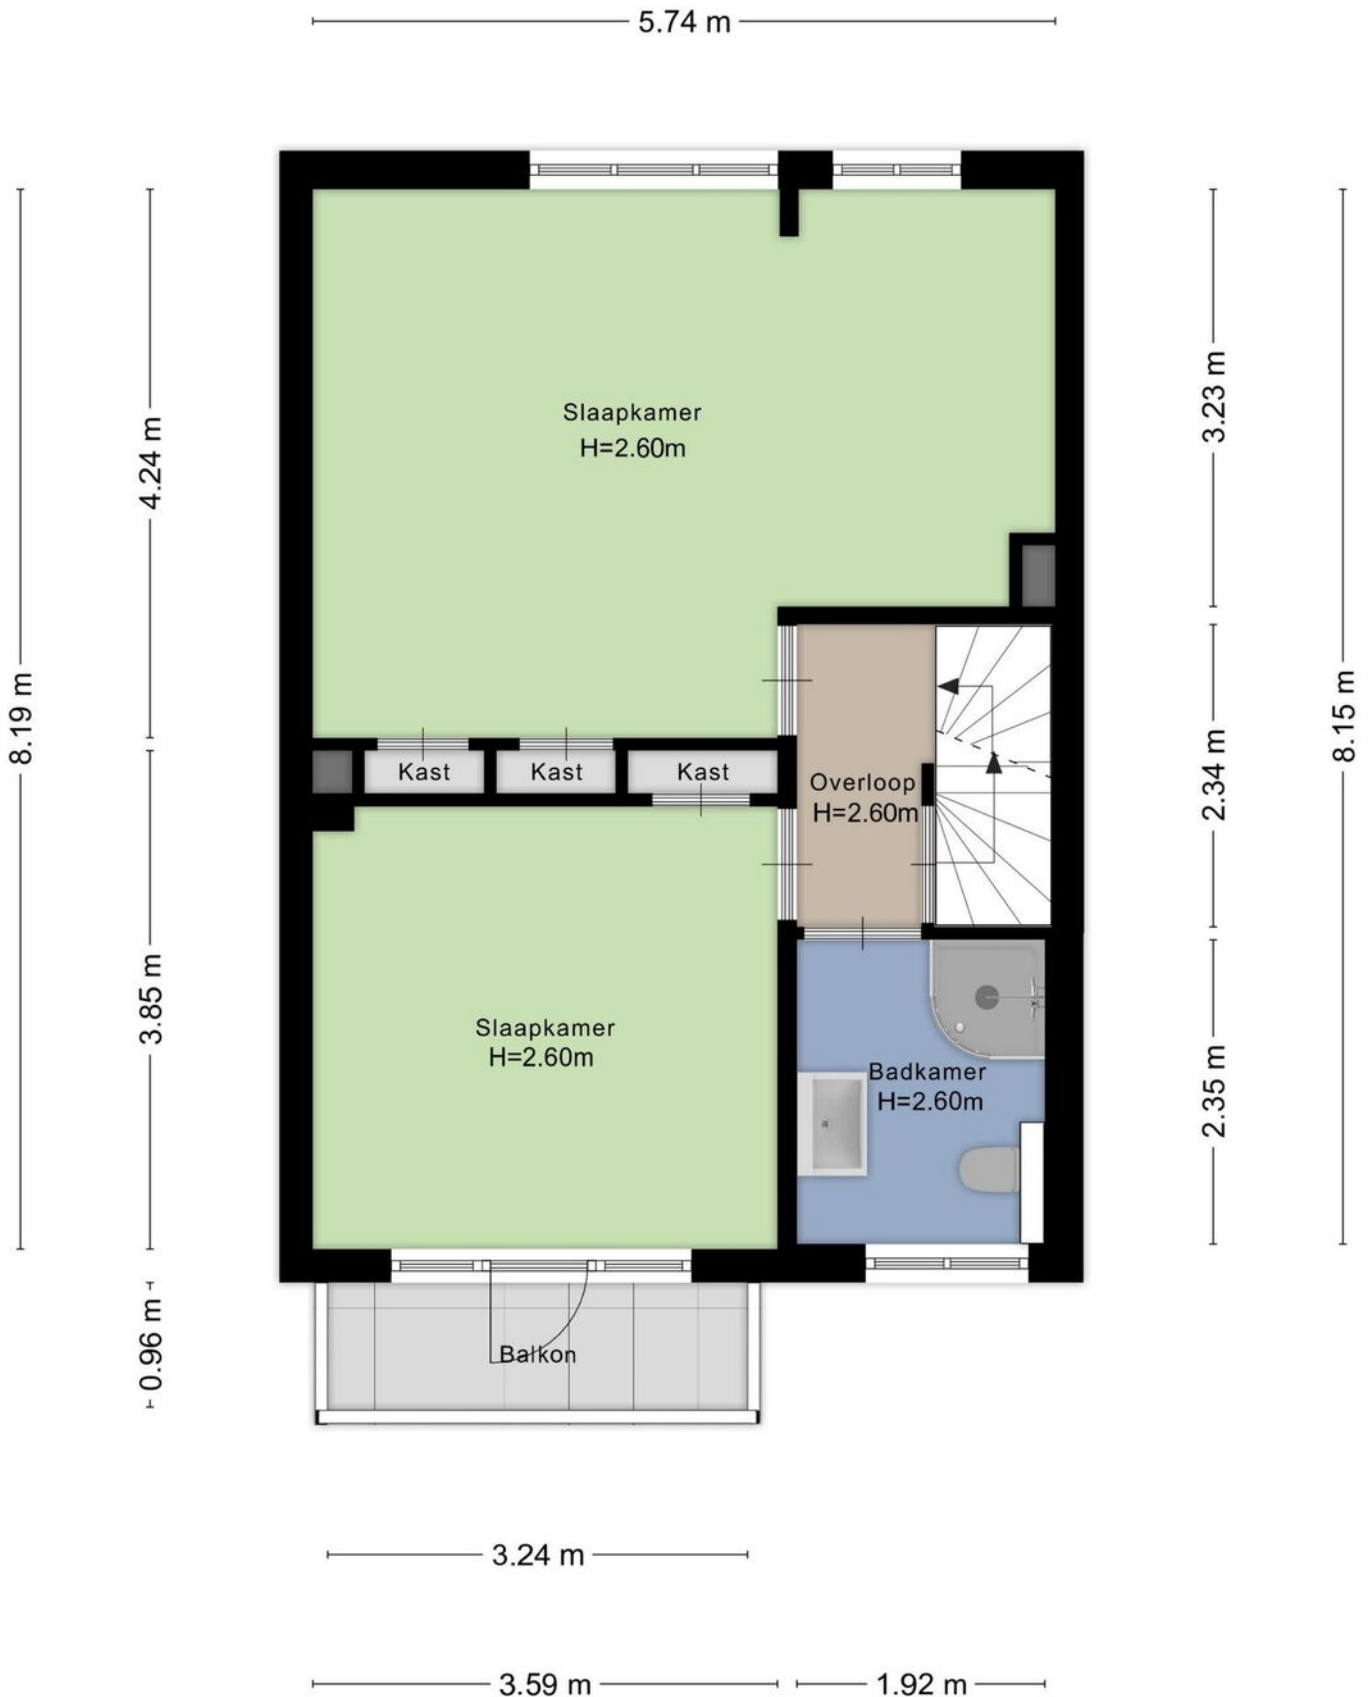 5.74 m
Slaapkamer
H=2.60m
4.24 m
3.23 m
8.19 m
8.15 m
Kast
Kast
Kast
Overloop
H=2.60m
2.34 m
3.85 m
Slaapkamer
H=2.60m
Badkamer
H=2.60m
2.35 m
0.96 m
Balkon
3.24 m
3.59 m
1.92 m